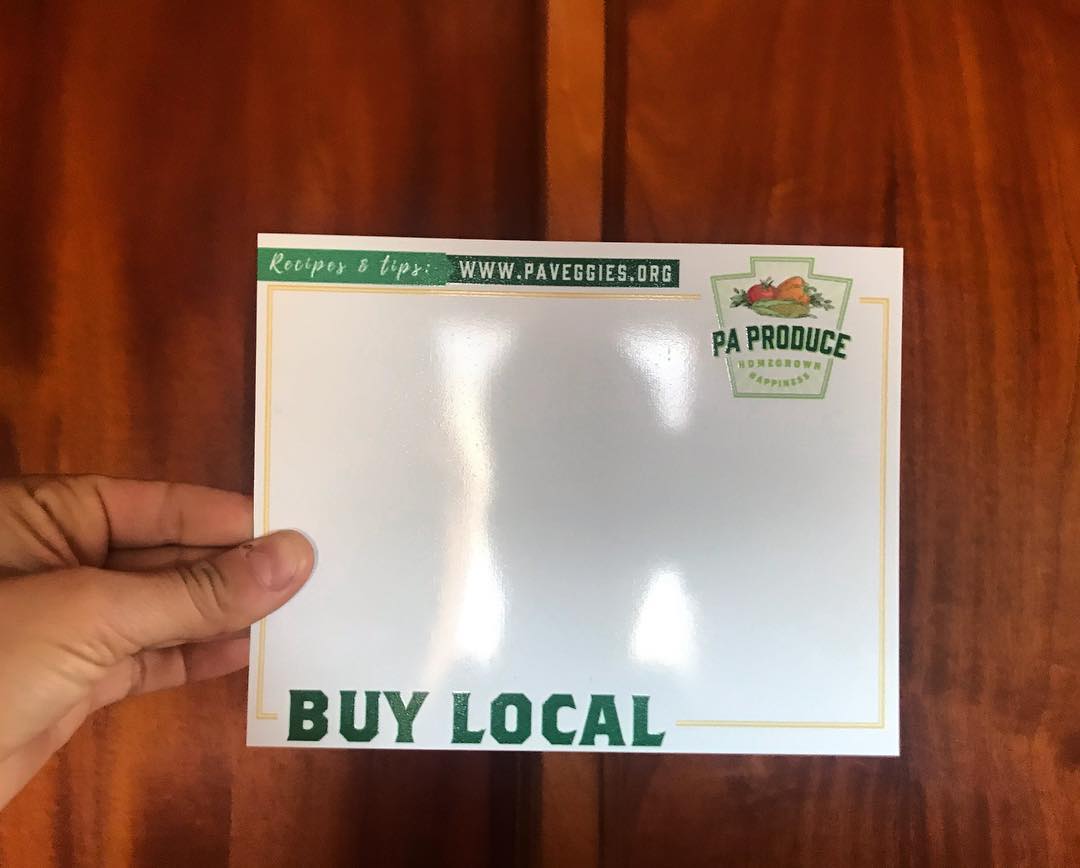 Recipes & tips: WWW.PAVEGGIES.ORG
PA PRODUCE
HOMEGROWN
HAPPINESS
BUY LOCAL